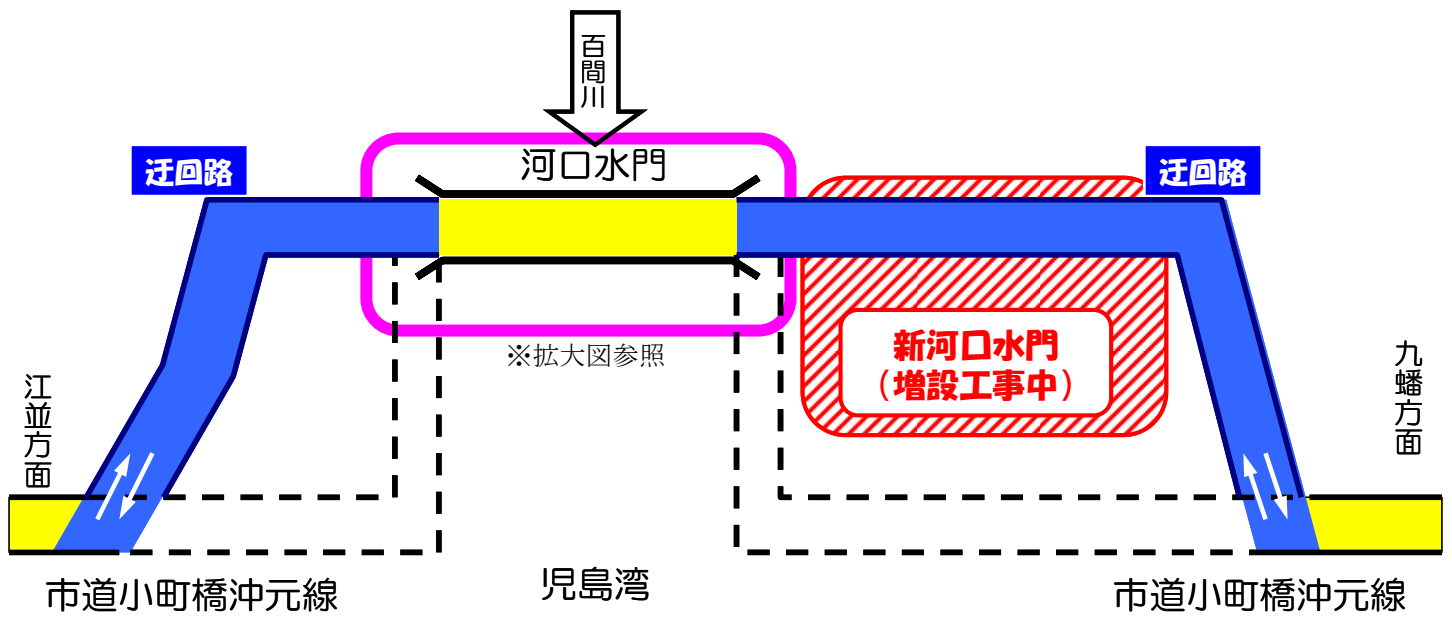 百間川
河口水門
迂回路
迂回路
※拡大図参照
新河口水門
（増設工事中）
江並方面
九蟠方面
市道小町橋沖元線
児島湾
市道小町橋沖元線